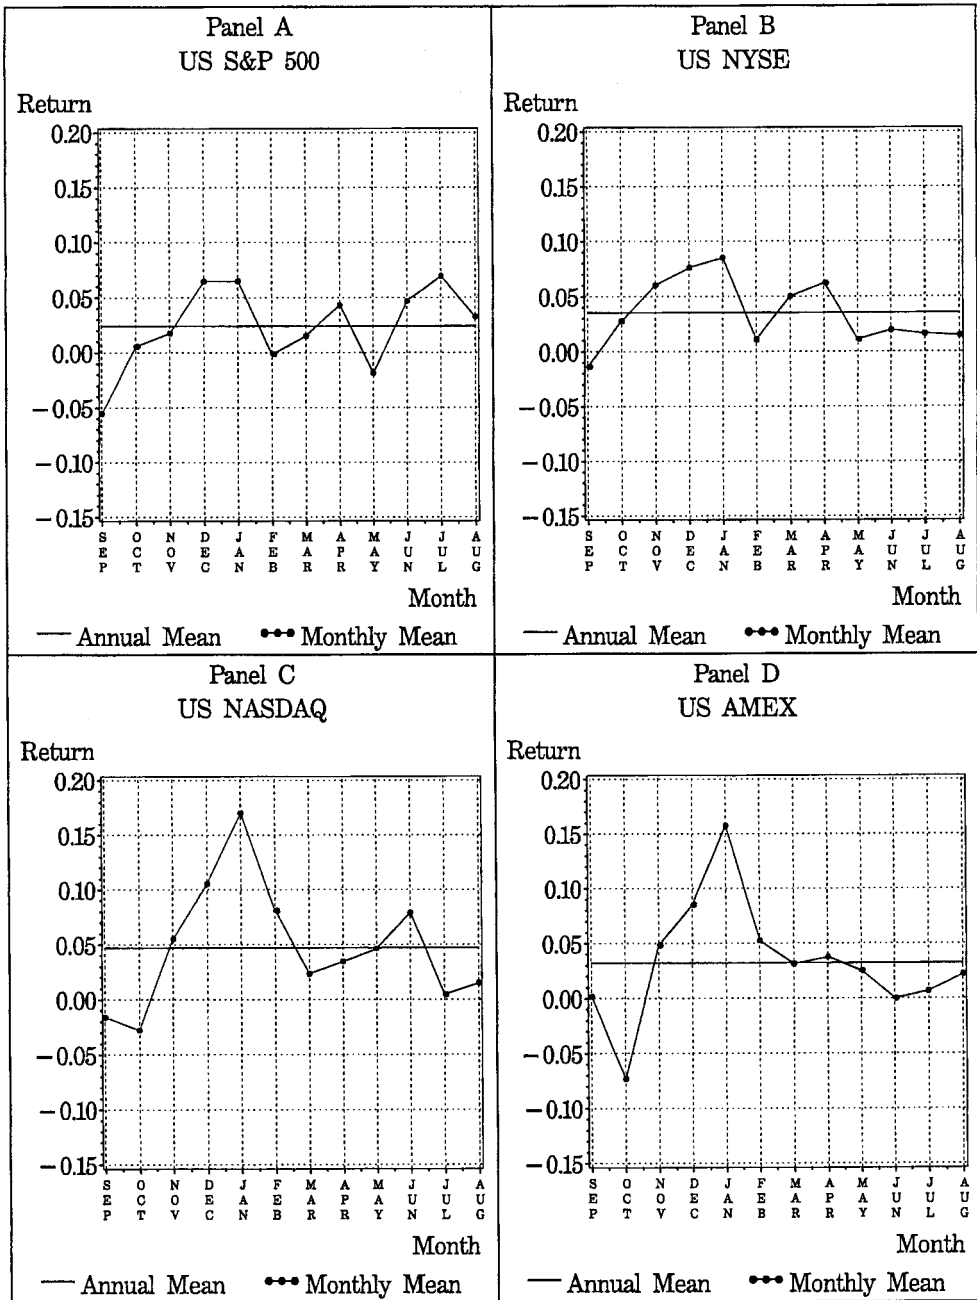 Panel A
US S&P 500
Return
0.20
0.15
0.10
0.05
0.00
−0.05
−0.10
−0.15
SEP OCT NOV DEC JAN FEB MAR APR MAY JUN JUL AUG
Month
Annual Mean Monthly Mean
Panel B
US NYSE
Return
0.20
0.15
0.10
0.05
0.00
−0.05
−0.10
−0.15
SEP OCT NOV DEC JAN FEB MAR APR MAY JUN JUL AUG
Month
Annual Mean Monthly Mean
Panel C
US NASDAQ
Return
0.20
0.15
0.10
0.05
0.00
−0.05
−0.10
−0.15
SEP OCT NOV DEC JAN FEB MAR APR MAY JUN JUL AUG
Month
Annual Mean Monthly Mean
Panel D
US AMEX
Return
0.20
0.15
0.10
0.05
0.00
−0.05
−0.10
−0.15
SEP OCT NOV DEC JAN FEB MAR APR MAY JUN JUL AUG
Month
Annual Mean Monthly Mean